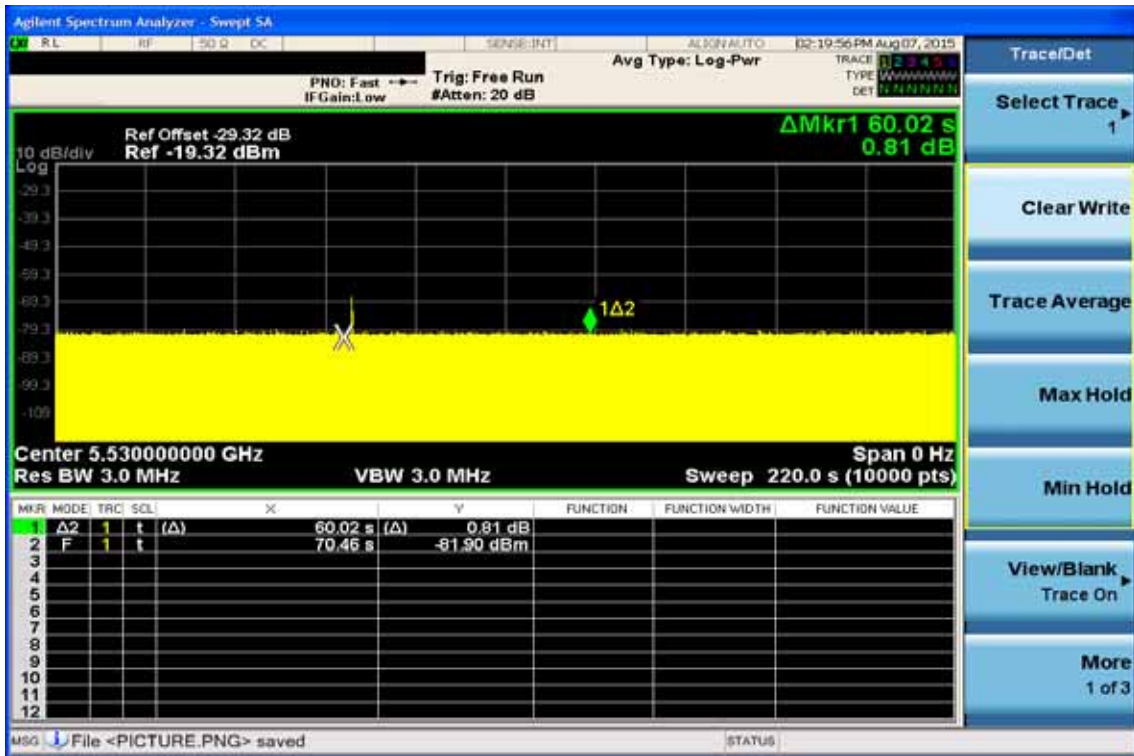 Agilent Spectrum Analyzer - Swept SA
RL RF 50 Ω DC SENSE:INT ALIGN AUTO 02:19:56 PM Aug 07, 2015
PNO: Fast
IFGain:Low
Trig: Free Run
#Atten: 20 dB
Avg Type: Log-Pwr
TRACE 1 2 3 4 5 6
TYPE WWWWWW
DET N N N N N N
Ref Offset -29.32 dB
10 dB/div Ref -19.32 dBm
Log
ΔMkr1 60.02 s
0.81 dB
-29.3
-39.3
-49.3
-59.3
-69.3
-79.3
-89.3
-99.3
-109
1Δ2
Center 5.530000000 GHz Span 0 Hz
Res BW 3.0 MHz VBW 3.0 MHz Sweep 220.0 s (10000 pts)
MKR MODE TRC SCL X Y FUNCTION FUNCTION WIDTH FUNCTION VALUE
1 Δ2 1 t (Δ) 60.02 s (Δ) 0.81 dB
2 F 1 t 70.46 s -81.90 dBm
3
4
5
6
7
8
9
10
11
12
MSG File <PICTURE.PNG> saved STATUS
Trace/Det
Select Trace
1
Clear Write
Trace Average
Max Hold
Min Hold
View/Blank
Trace On
More
1 of 3